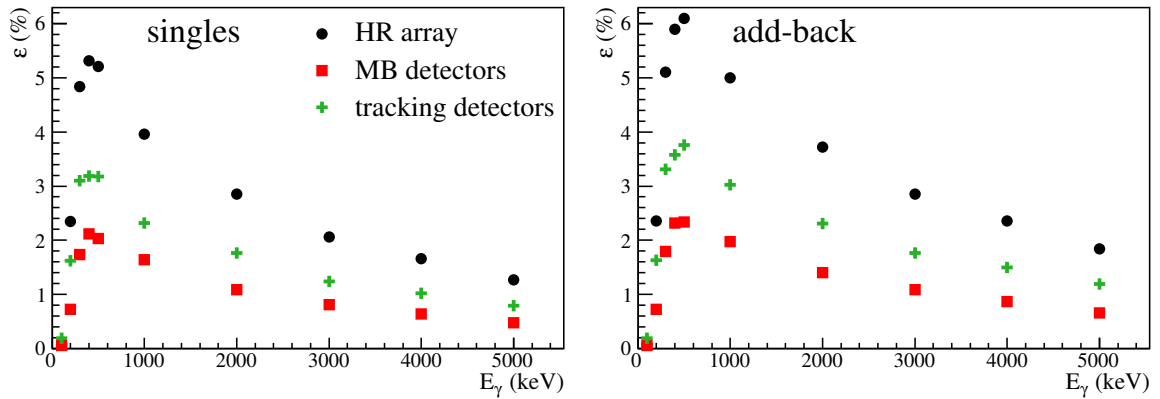 ε (%)
singles
HR array
MB detectors
tracking detectors
6
5
4
3
2
1
0
0 1000 2000 3000 4000 5000
E_γ (keV)
ε (%)
add-back
6
5
4
3
2
1
0
0 1000 2000 3000 4000 5000
E_γ (keV)